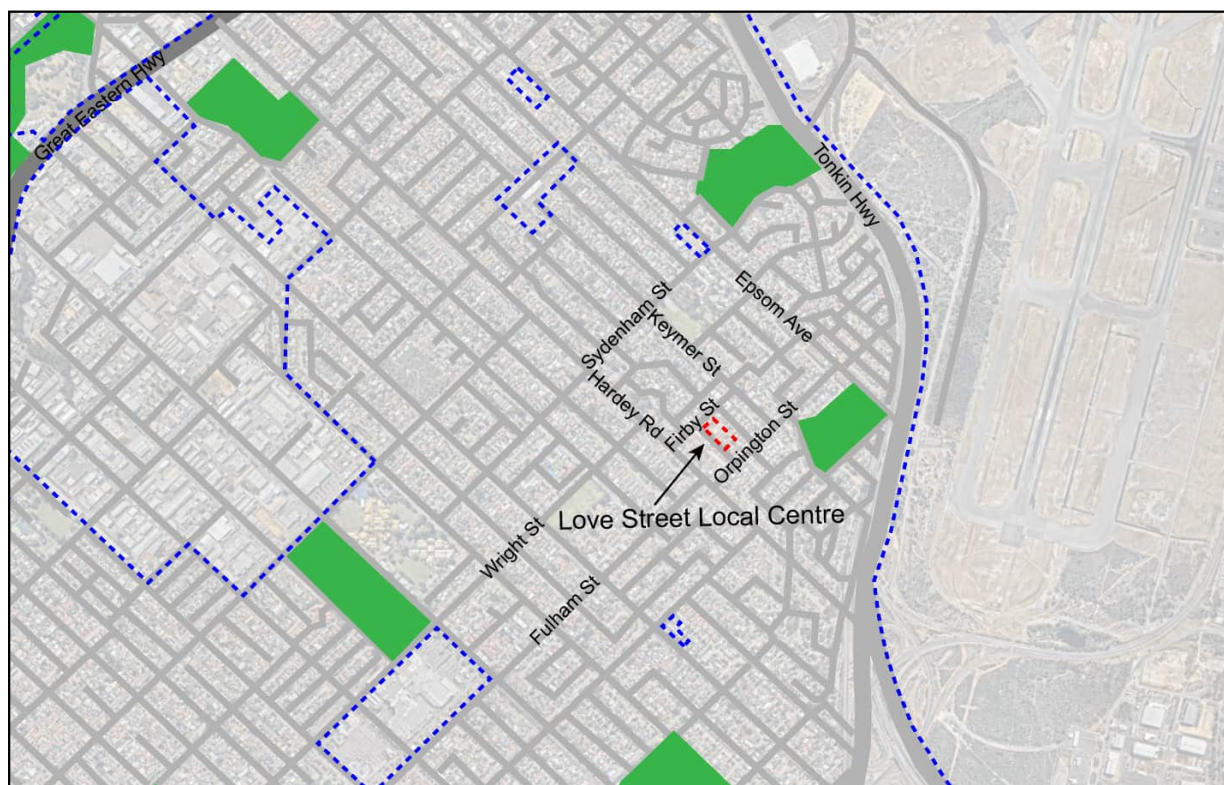 Great Eastern Hwy
Tonkin Hwy
Epsom Ave
Sydenham St
Keymer St
Hardey Rd
Firby St
Orpington St
Love Street Local Centre
Wright St
Fulham St